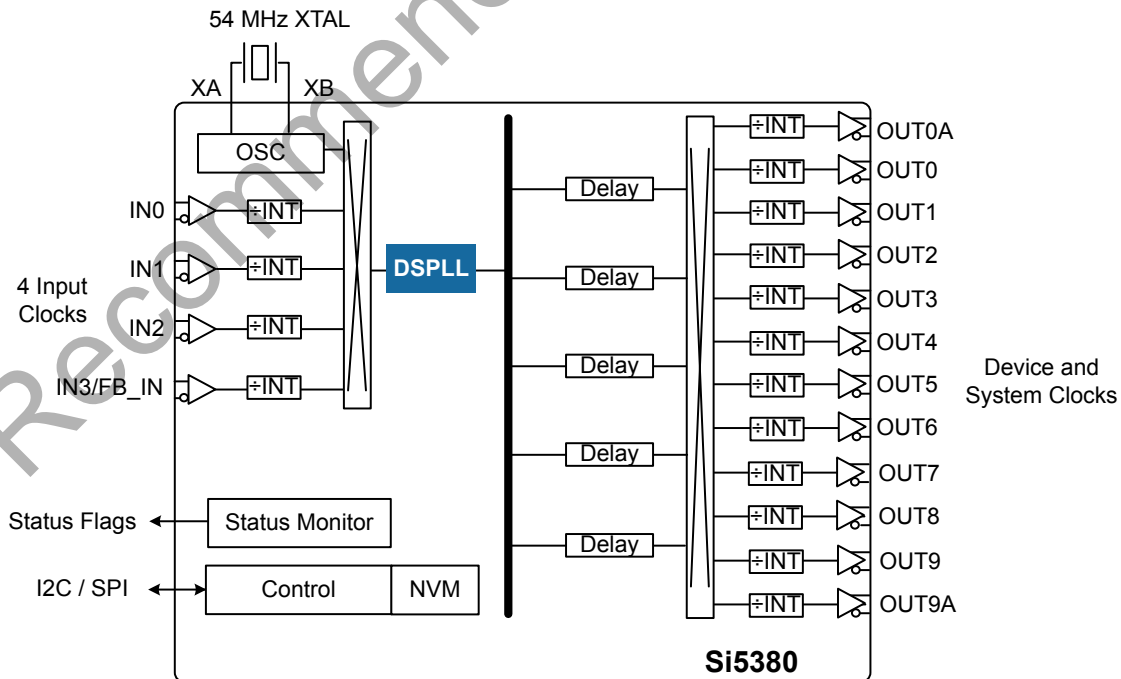 54 MHz XTAL
XA
XB
OSC
IN0
÷INT
IN1
÷INT
IN2
÷INT
IN3/FB_IN
÷INT
4 Input
Clocks
DSPLL
Delay
Delay
Delay
Delay
Delay
÷INT
OUT0A
÷INT
OUT0
÷INT
OUT1
÷INT
OUT2
÷INT
OUT3
÷INT
OUT4
÷INT
OUT5
÷INT
OUT6
÷INT
OUT7
÷INT
OUT8
÷INT
OUT9
÷INT
OUT9A
Device and
System Clocks
Status Flags
Status Monitor
I2C / SPI
Control
NVM
Si5380